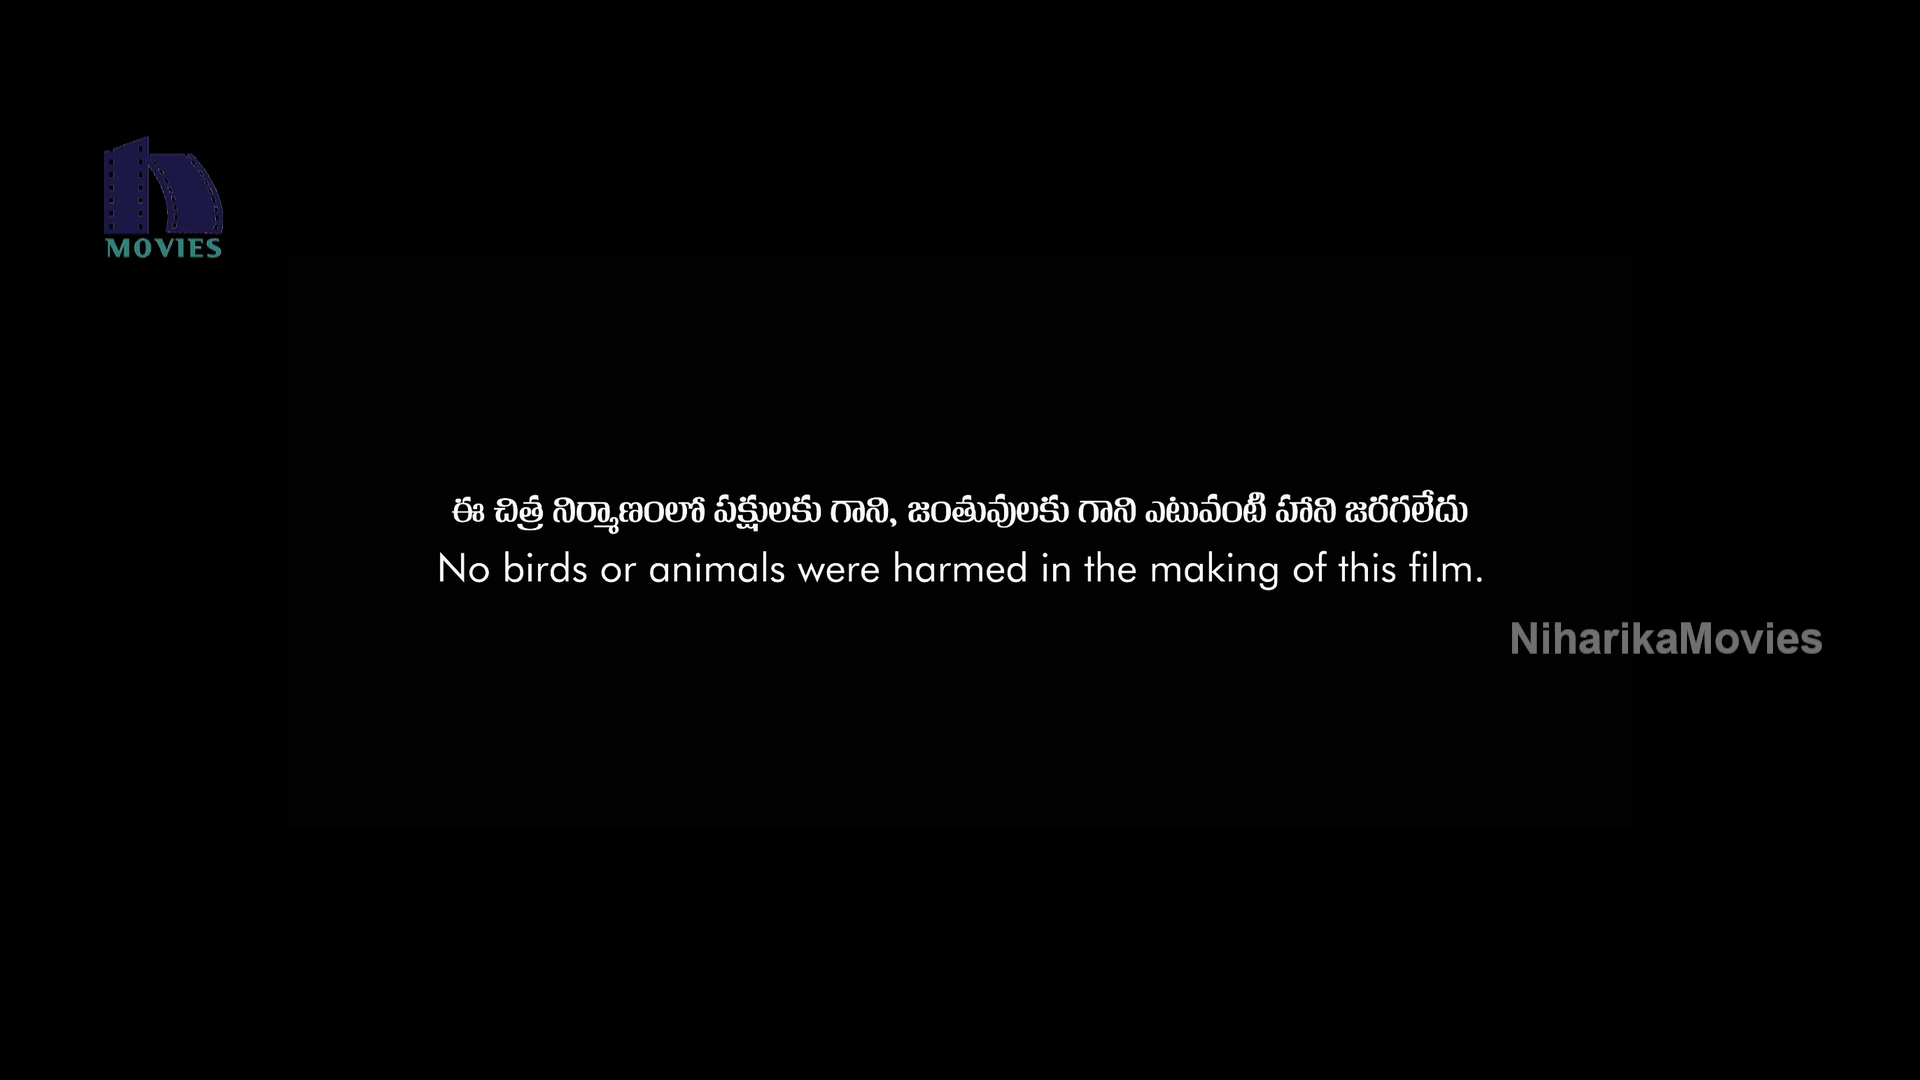 MOVIES
ఈ చిత్ర నిర్మాణంలో పక్షులకు గాని, జంతువులకు గాని ఎటువంటి హాని జరగలేదు
No birds or animals were harmed in the making of this film.
NiharikaMovies